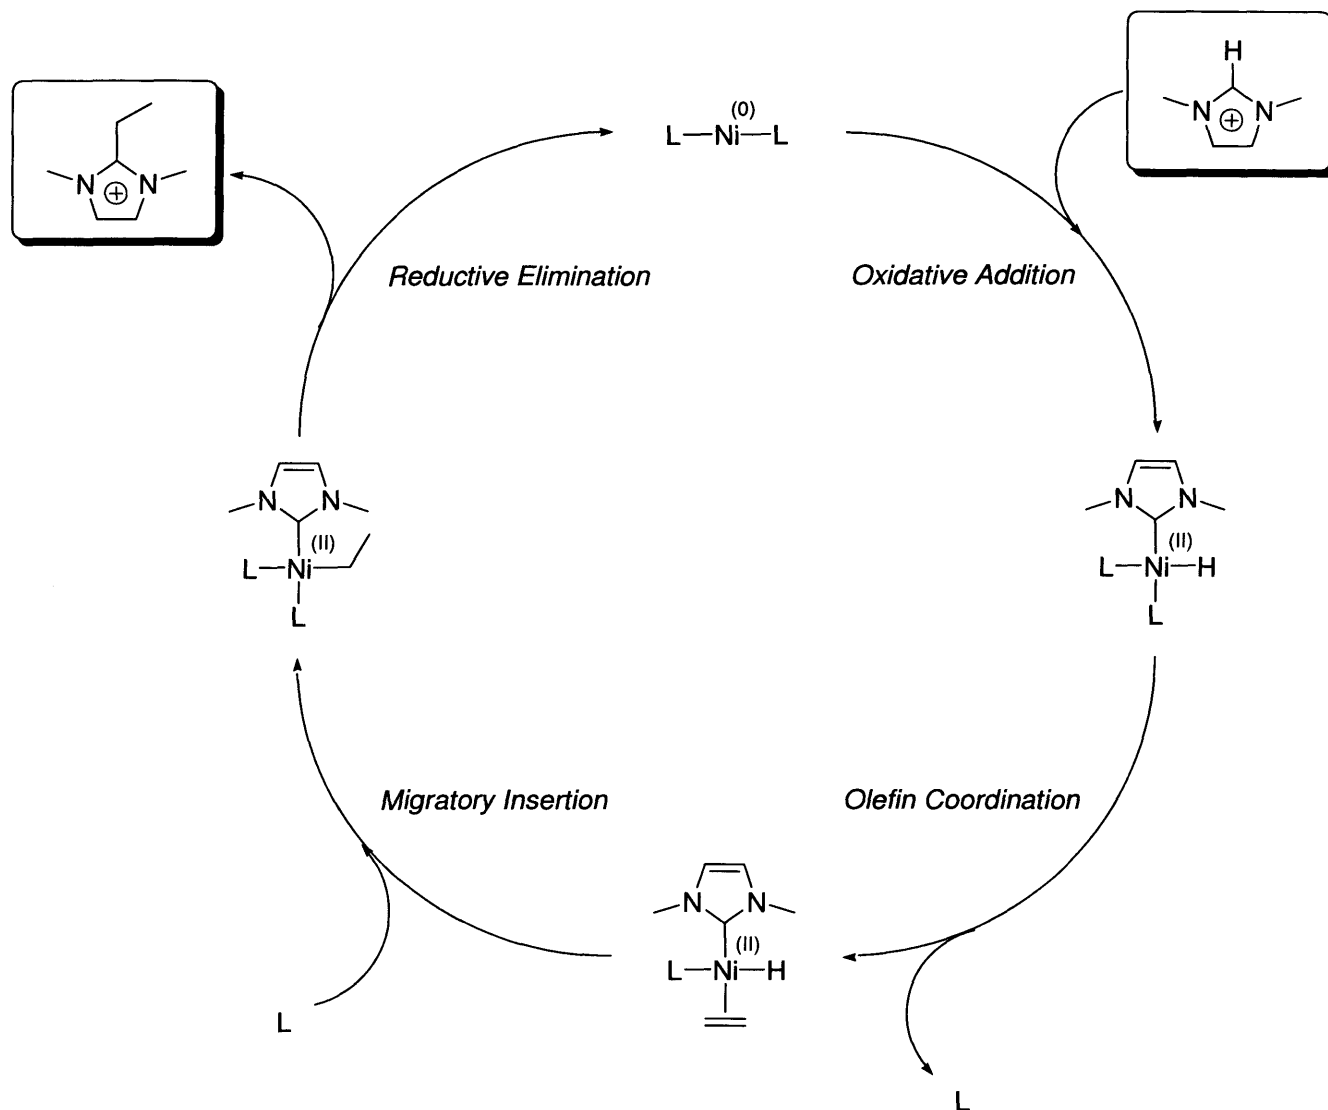 H
N N
⊕
(0)
L—Ni—L
N N
⊕
Reductive Elimination
Oxidative Addition
N N
(II)
L—Ni
L
N N
(II)
L—Ni—H
L
Migratory Insertion
Olefin Coordination
N N
(II)
L—Ni—H
L
L